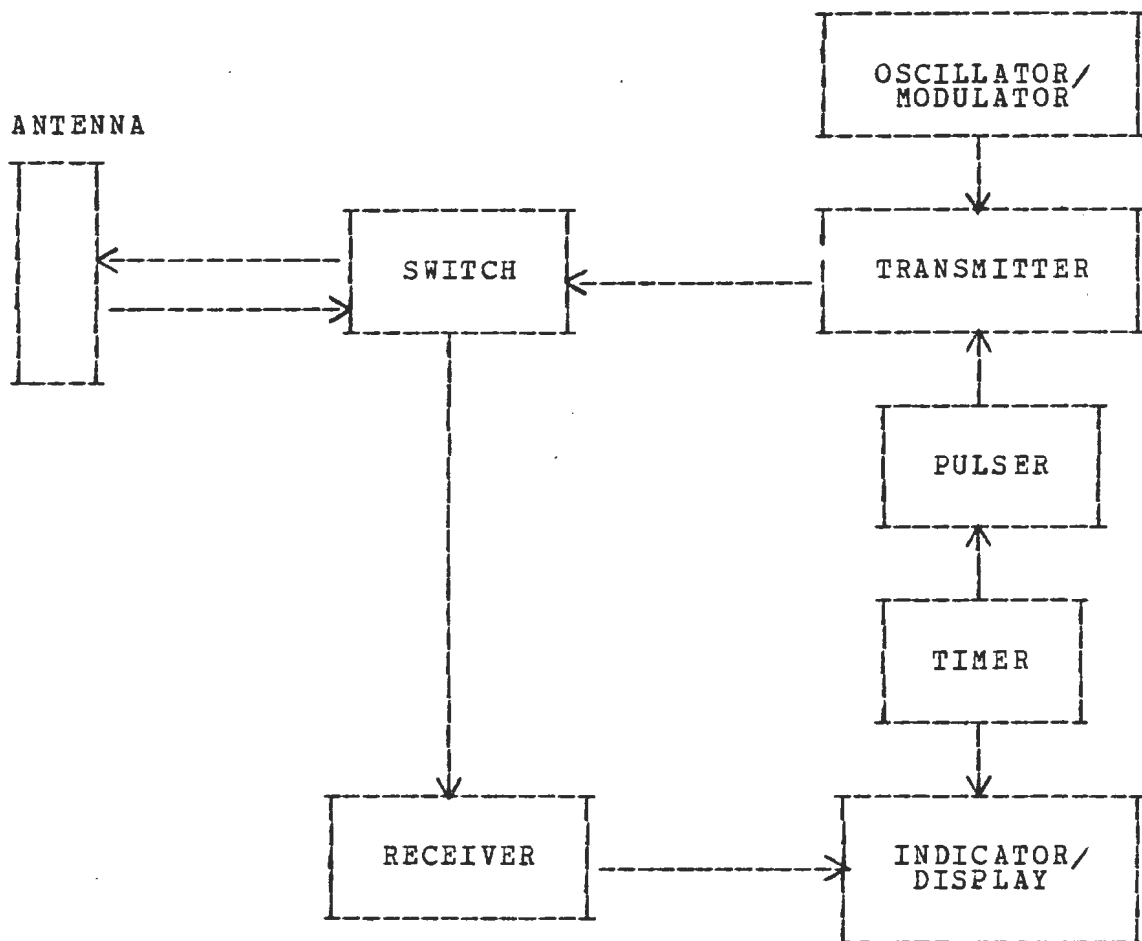 OSCILLATOR/
MODULATOR
ANTENNA
SWITCH
TRANSMITTER
PULSER
TIMER
RECEIVER
INDICATOR/
DISPLAY